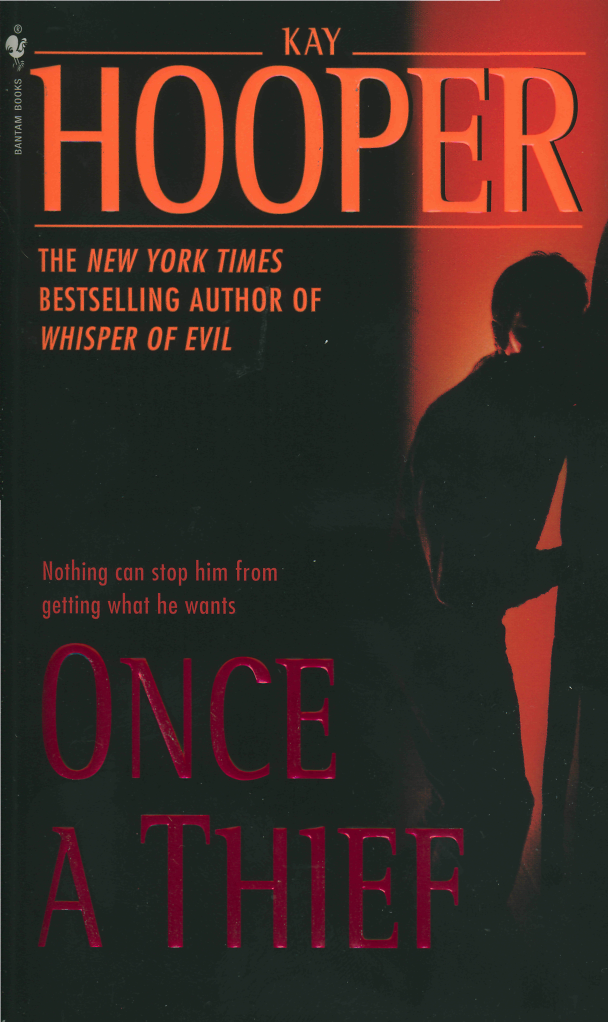 BANTAM BOOKS
KAY
HOOPER
THE NEW YORK TIMES
BESTSELLING AUTHOR OF
WHISPER OF EVIL
Nothing can stop him from
getting what he wants
ONCE
A THIEF